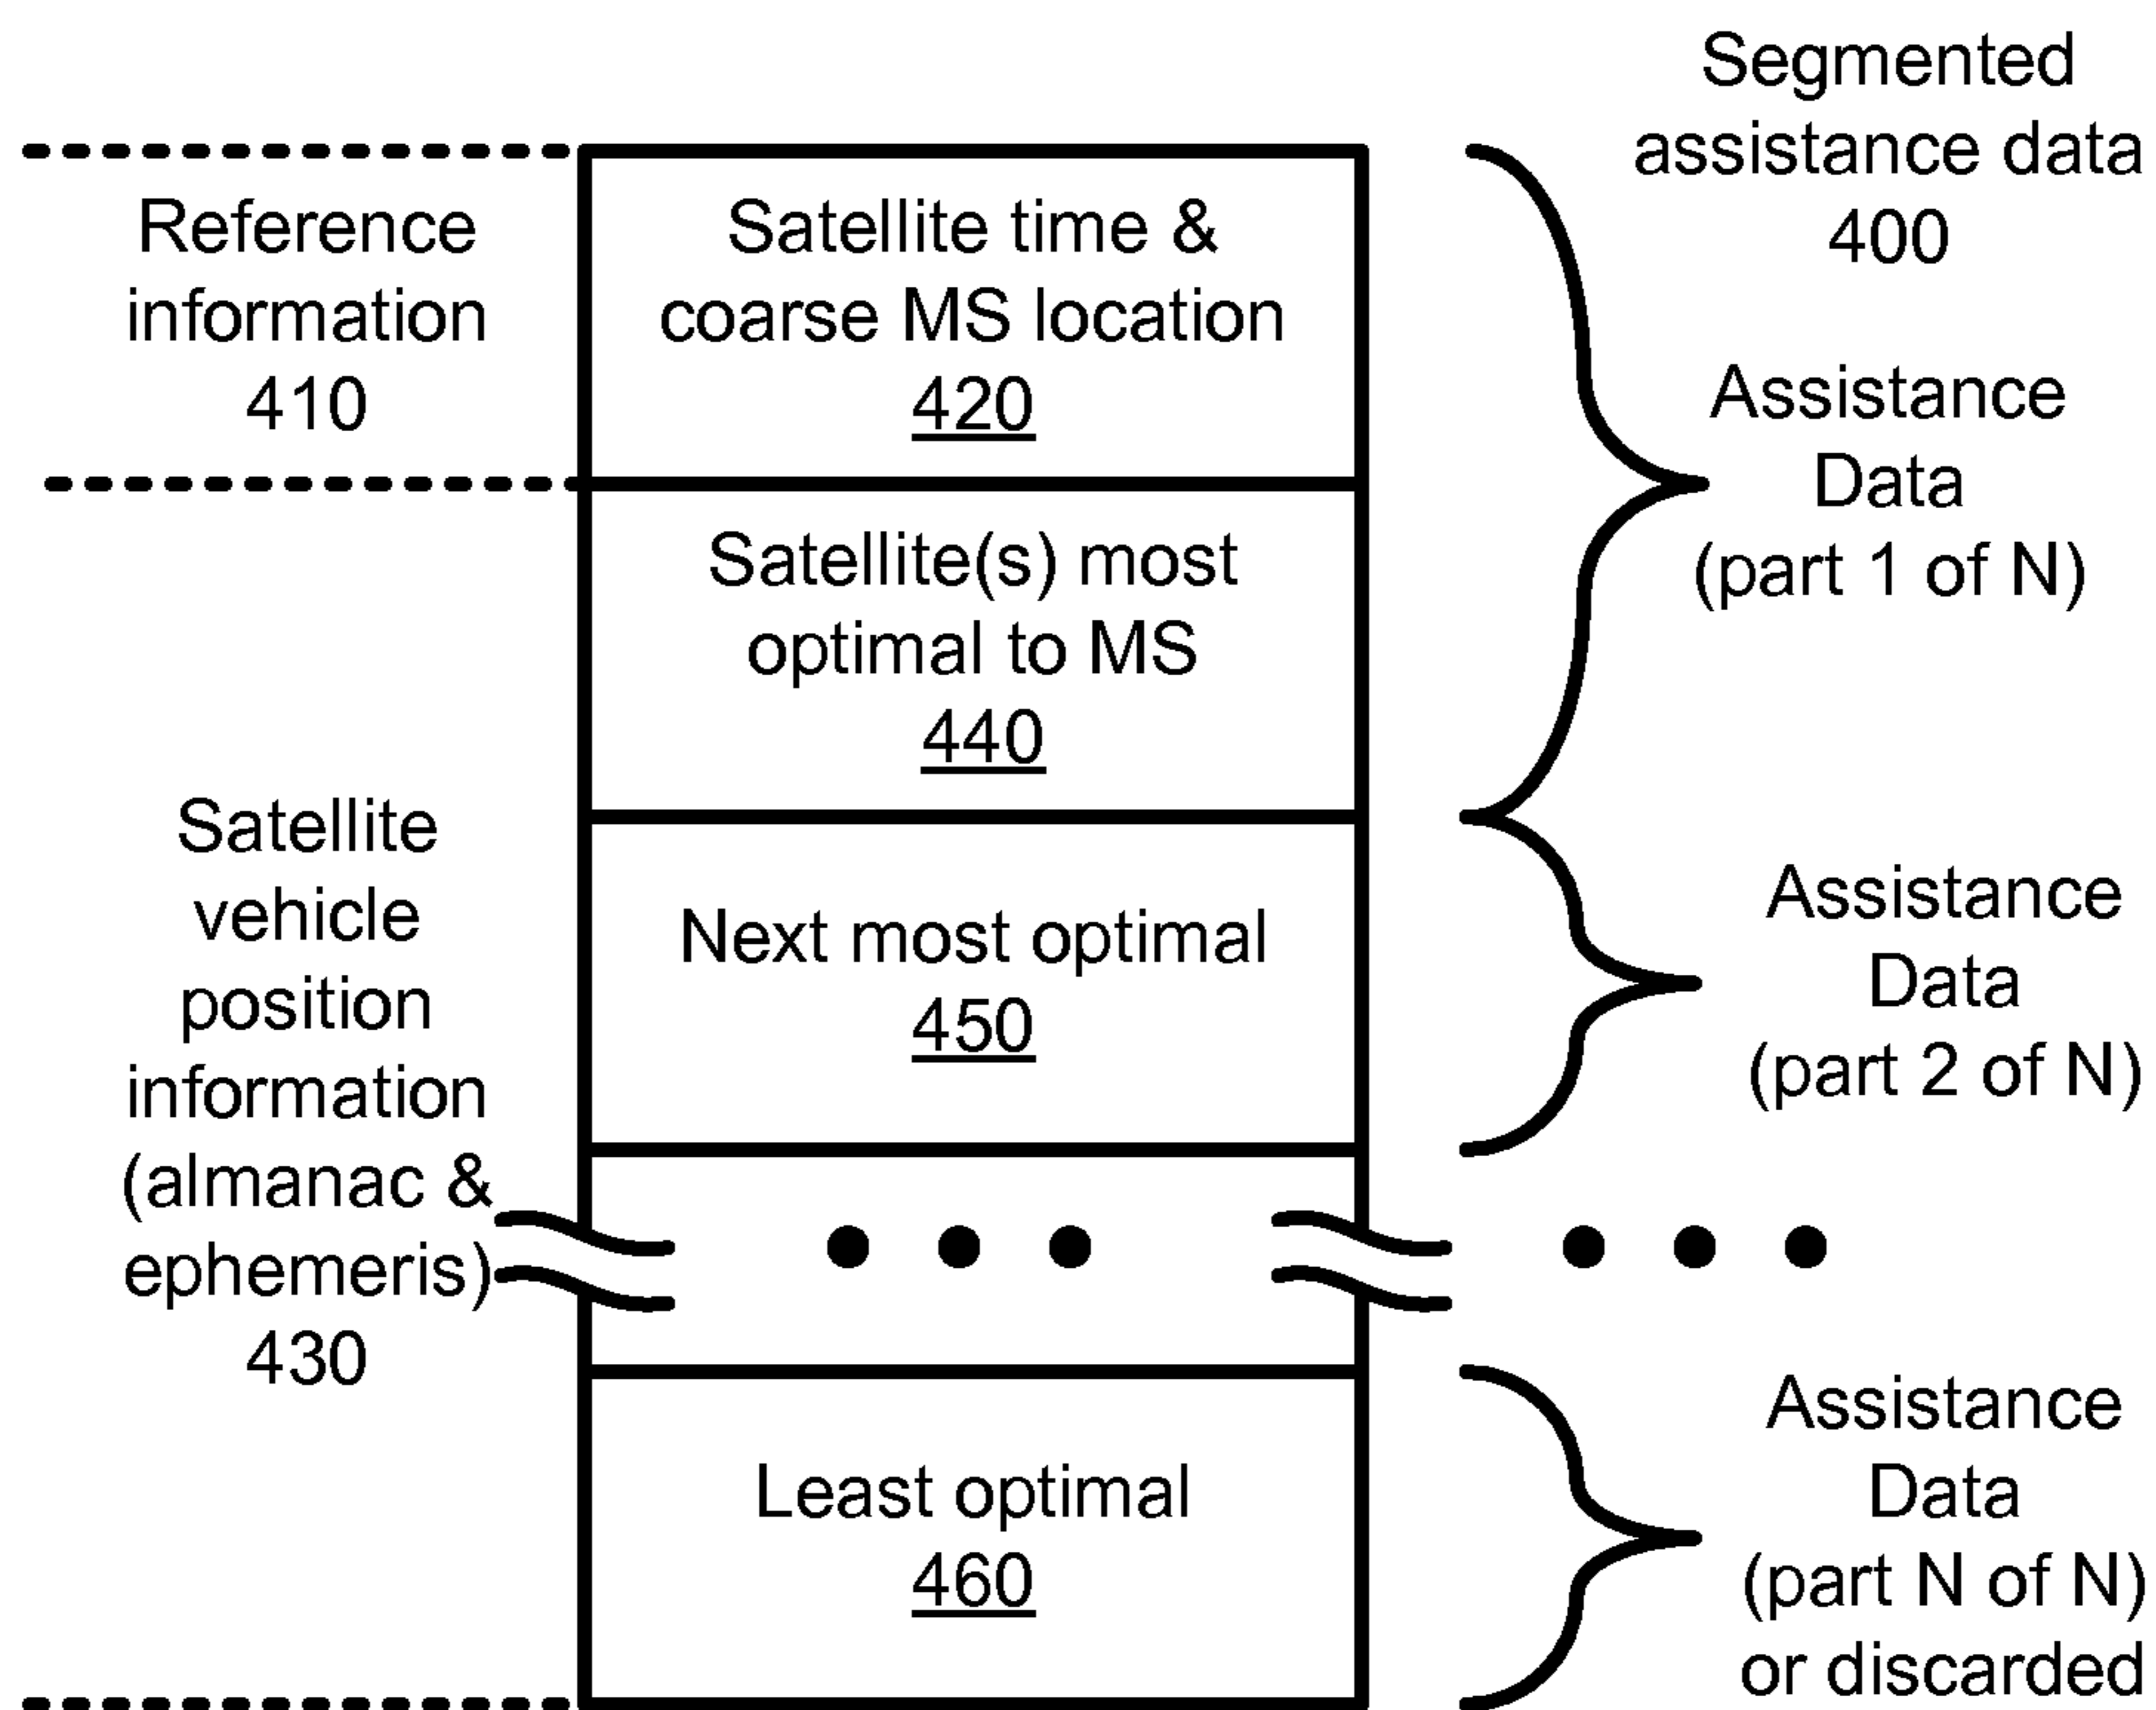 Segmented
assistance data
400
Reference
information
410
Satellite time &
coarse MS location
420
Assistance
Data
(part 1 of N)
Satellite(s) most
optimal to MS
440
Satellite
vehicle
position
information
(almanac &
ephemeris)
430
Next most optimal
450
Assistance
Data
(part 2 of N)
Least optimal
460
Assistance
Data
(part N of N)
or discarded